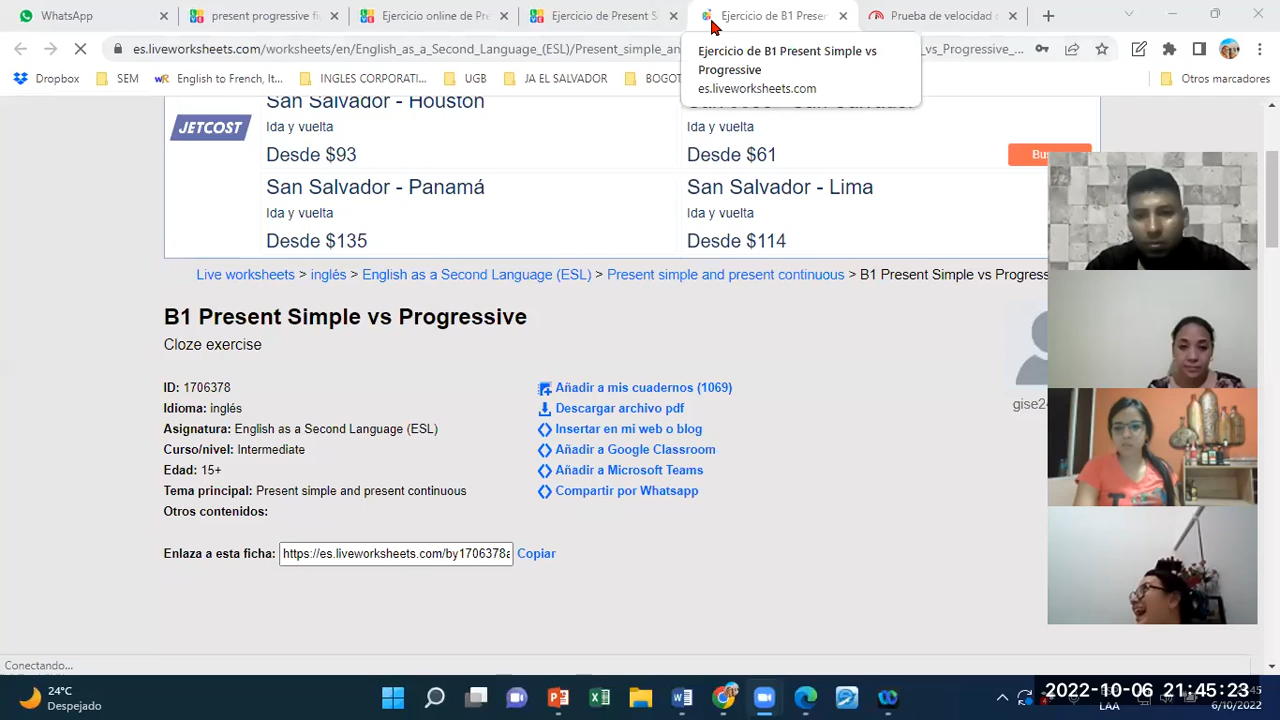 WhatsApp
present progressive fi
Ejercicio online de Pre
Ejercicio de Present S
Ejercicio de B1 Prese
Prueba de velocidad
es.liveworksheets.com/worksheets/en/English_as_a_Second_Language_(ESL)/Present_simple_an
_vs_Progressive_...
Ejercicio de B1 Present Simple vs
Progressive
es.liveworksheets.com
Dropbox
SEM
English to French, It...
INGLES CORPORATI...
UGB
JA EL SALVADOR
BOGOT
Otros marcadores
JETCOST
San Salvador - Houston
Ida y vuelta
Desde $93
Ida y vuelta
Desde $61
San Salvador - Panamá
Ida y vuelta
Desde $135
San Salvador - Lima
Ida y vuelta
Desde $114
Live worksheets > inglés > English as a Second Language (ESL) > Present simple and present continuous > B1 Present Simple vs Progress
B1 Present Simple vs Progressive
Cloze exercise
ID: 1706378
Idioma: inglés
Asignatura: English as a Second Language (ESL)
Curso/nivel: Intermediate
Edad: 15+
Tema principal: Present simple and present continuous
Otros contenidos:
Añadir a mis cuadernos (1069)
Descargar archivo pdf
Insertar en mi web o blog
Añadir a Google Classroom
Añadir a Microsoft Teams
Compartir por Whatsapp
gise2
Enlaza a esta ficha: https://es.liveworksheets.com/by1706378a Copiar
Conectando...
24°C
Despejado
LAA
2022-10-06 21:45:23
6/10/2022